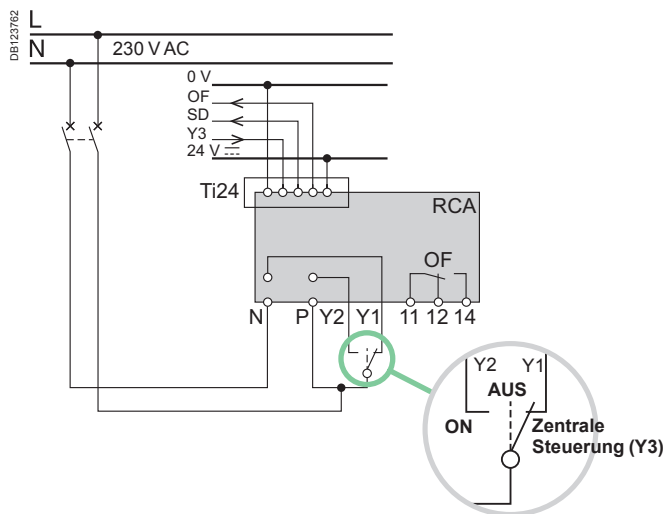 DB123762
L
N 230 V AC
0 V
OF
SD
Y3
24 V
Ti24
RCA
OF
N P Y2 Y1 11 12 14
Y2 Y1
AUS
ON Zentrale
Steuerung (Y3)